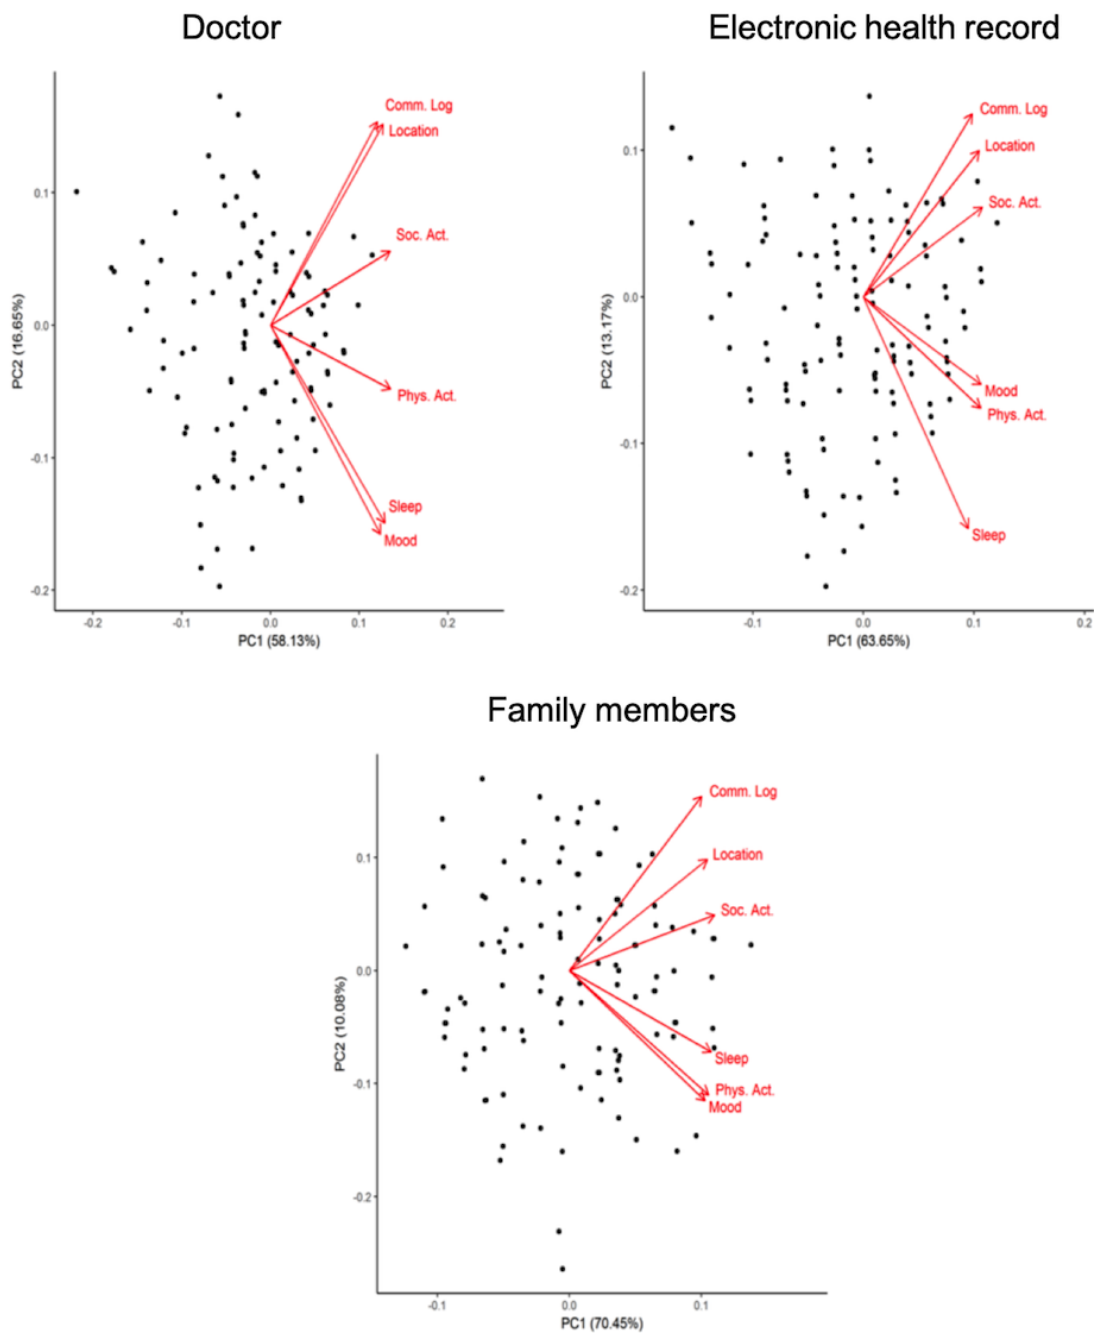 Doctor
Electronic health record
Comm. Log
Location
Soc. Act.
Phys. Act.
Sleep
Mood
0.1
0.0
-0.1
-0.2
PC2 (16.65%)
-0.2
-0.1
0.0
0.1
0.2
PC1 (58.13%)
Comm. Log
Location
Soc. Act.
Mood
Phys. Act.
Sleep
0.1
0.0
-0.1
-0.2
PC2 (13.17%)
-0.1
0.0
0.1
0.2
PC1 (63.65%)
Family members
Comm. Log
Location
Soc. Act.
Sleep
Phys. Act.
Mood
0.1
0.0
-0.1
-0.2
PC2 (10.08%)
-0.1
0.0
0.1
PC1 (70.45%)